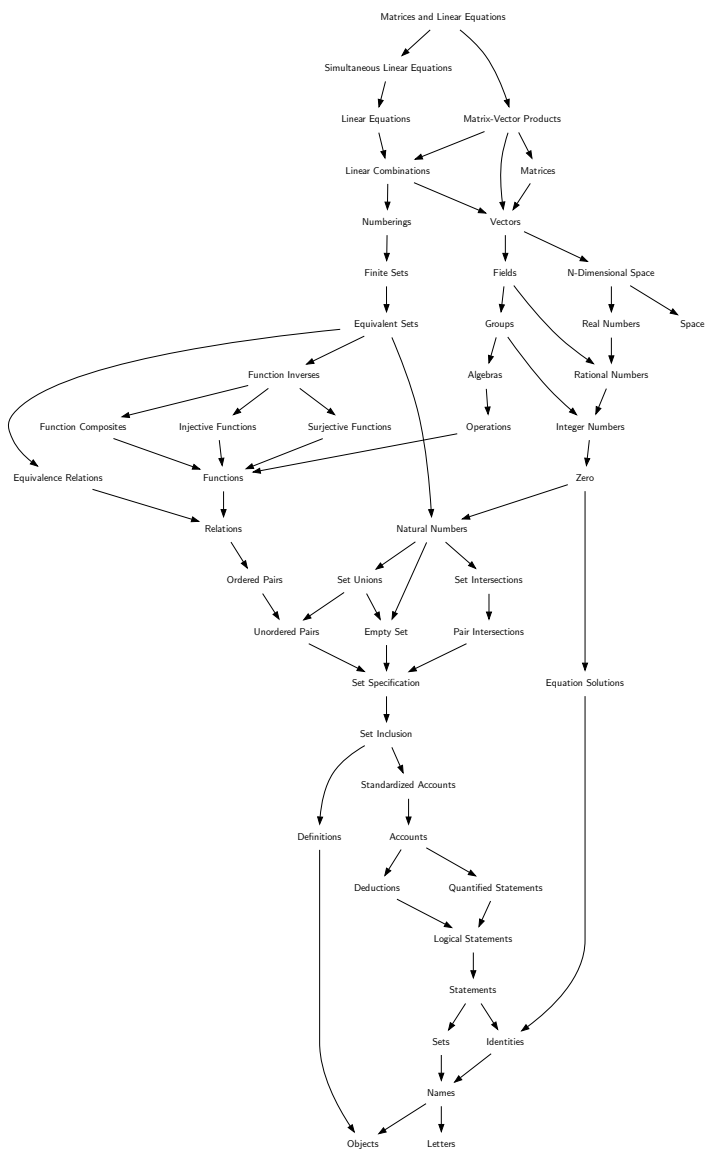 Matrices and Linear Equations
Simultaneous Linear Equations
Linear Equations
Matrix-Vector Products
Linear Combinations
Matrices
Numberings
Vectors
Finite Sets
Fields
N-Dimensional Space
Equivalent Sets
Groups
Real Numbers
Space
Function Inverses
Algebras
Rational Numbers
Function Composites
Injective Functions
Surjective Functions
Operations
Integer Numbers
Equivalence Relations
Functions
Zero
Relations
Natural Numbers
Ordered Pairs
Set Unions
Set Intersections
Unordered Pairs
Empty Set
Pair Intersections
Set Specification
Equation Solutions
Set Inclusion
Standardized Accounts
Definitions
Accounts
Deductions
Quantified Statements
Logical Statements
Statements
Sets
Identities
Names
Objects
Letters